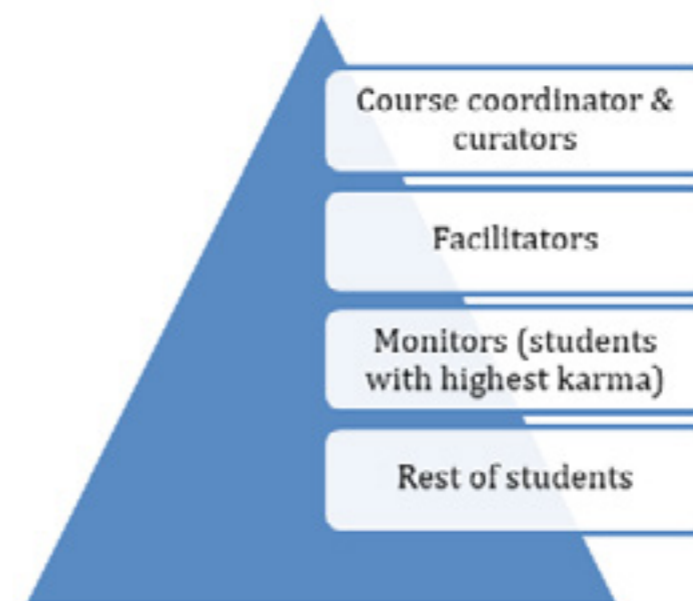 Course coordinator &
curators
Facilitators
Monitors (students
with highest karma)
Rest of students